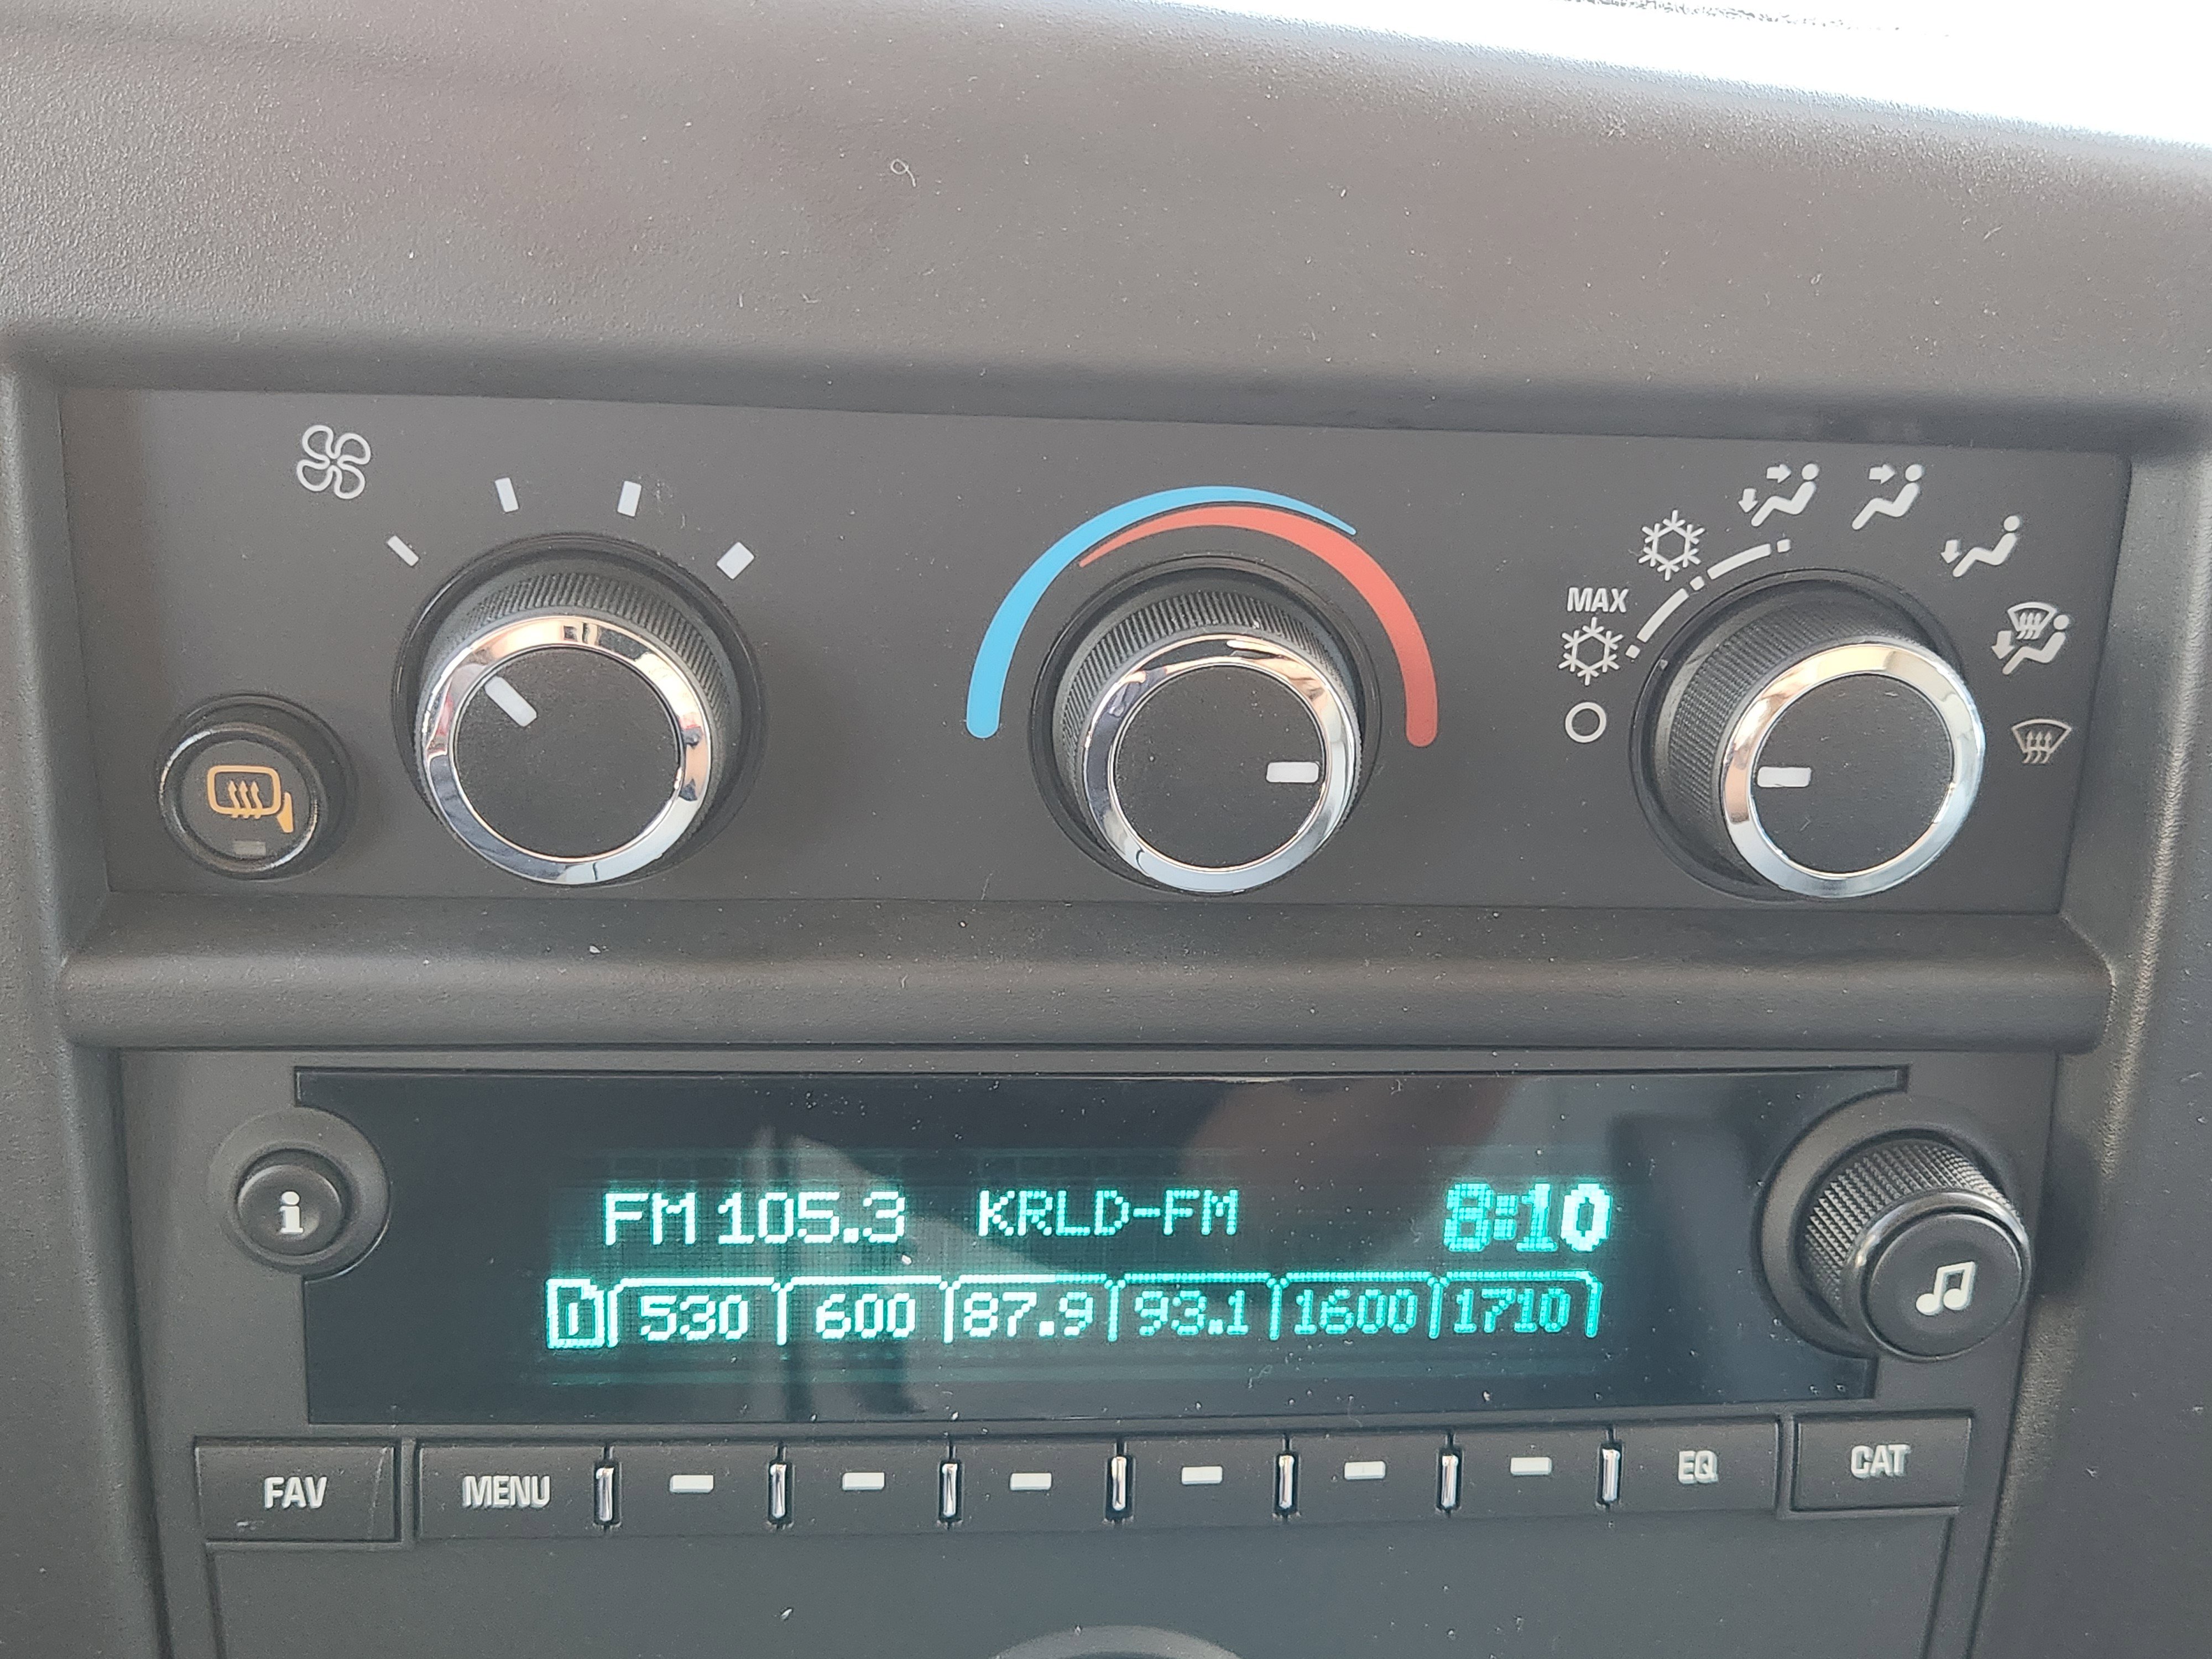 MAX
i
FM 105.3 KRLD-FM 8:10
1 530 600 87.9 93.1 1600 1710
FAV MENU EQ CAT